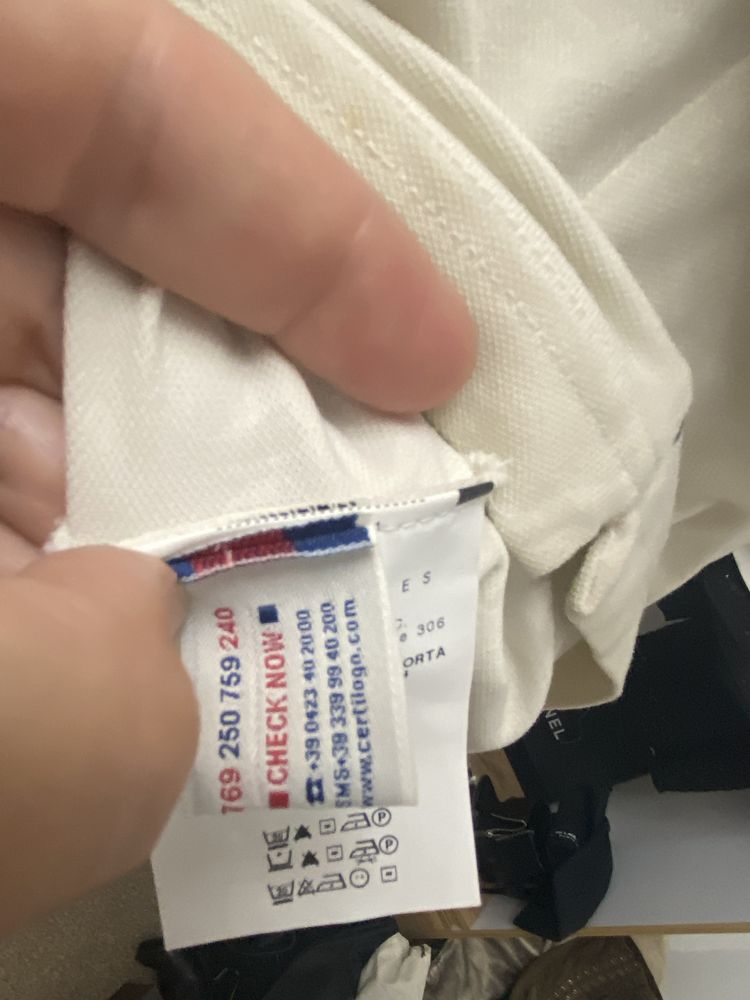 769 250 759 240
CHECK NOW
+39 0423 40 20 00
SMS+39 339 99 40 200
www.certilogo.com
E S
e 306
ORTA
NEL